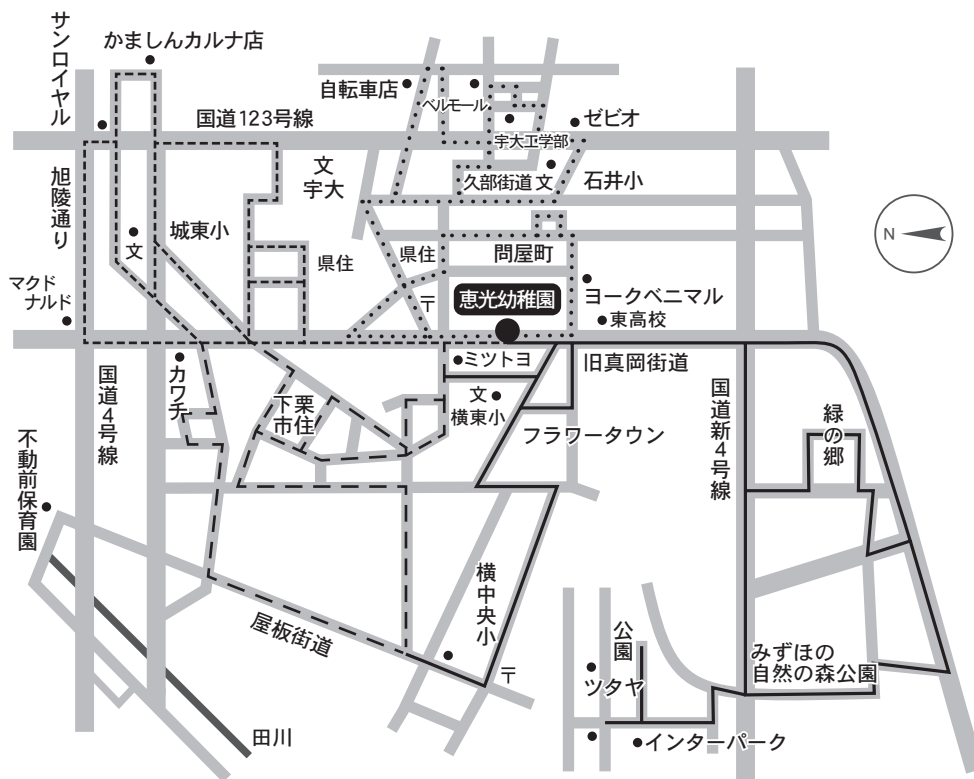 サンロイヤル
かましんカルナ店
自転車店
ベルモール
国道123号線
ゼビオ
宇大工学部
文
宇大
久部街道
文
石井小
旭陵通り
城東小
文
県住
県住
問屋町
N
マクド
ナルド
〒
恵光幼稚園
ヨークベニマル
東高校
ミツトヨ
旧真岡街道
カワチ
国道4号線
下栗
市住
文
横東小
フラワータウン
国道新4号線
緑の郷
不動前保育園
横中央小
屋板街道
公園
みずほの
自然の森公園
〒
ツタヤ
田川
インターパーク